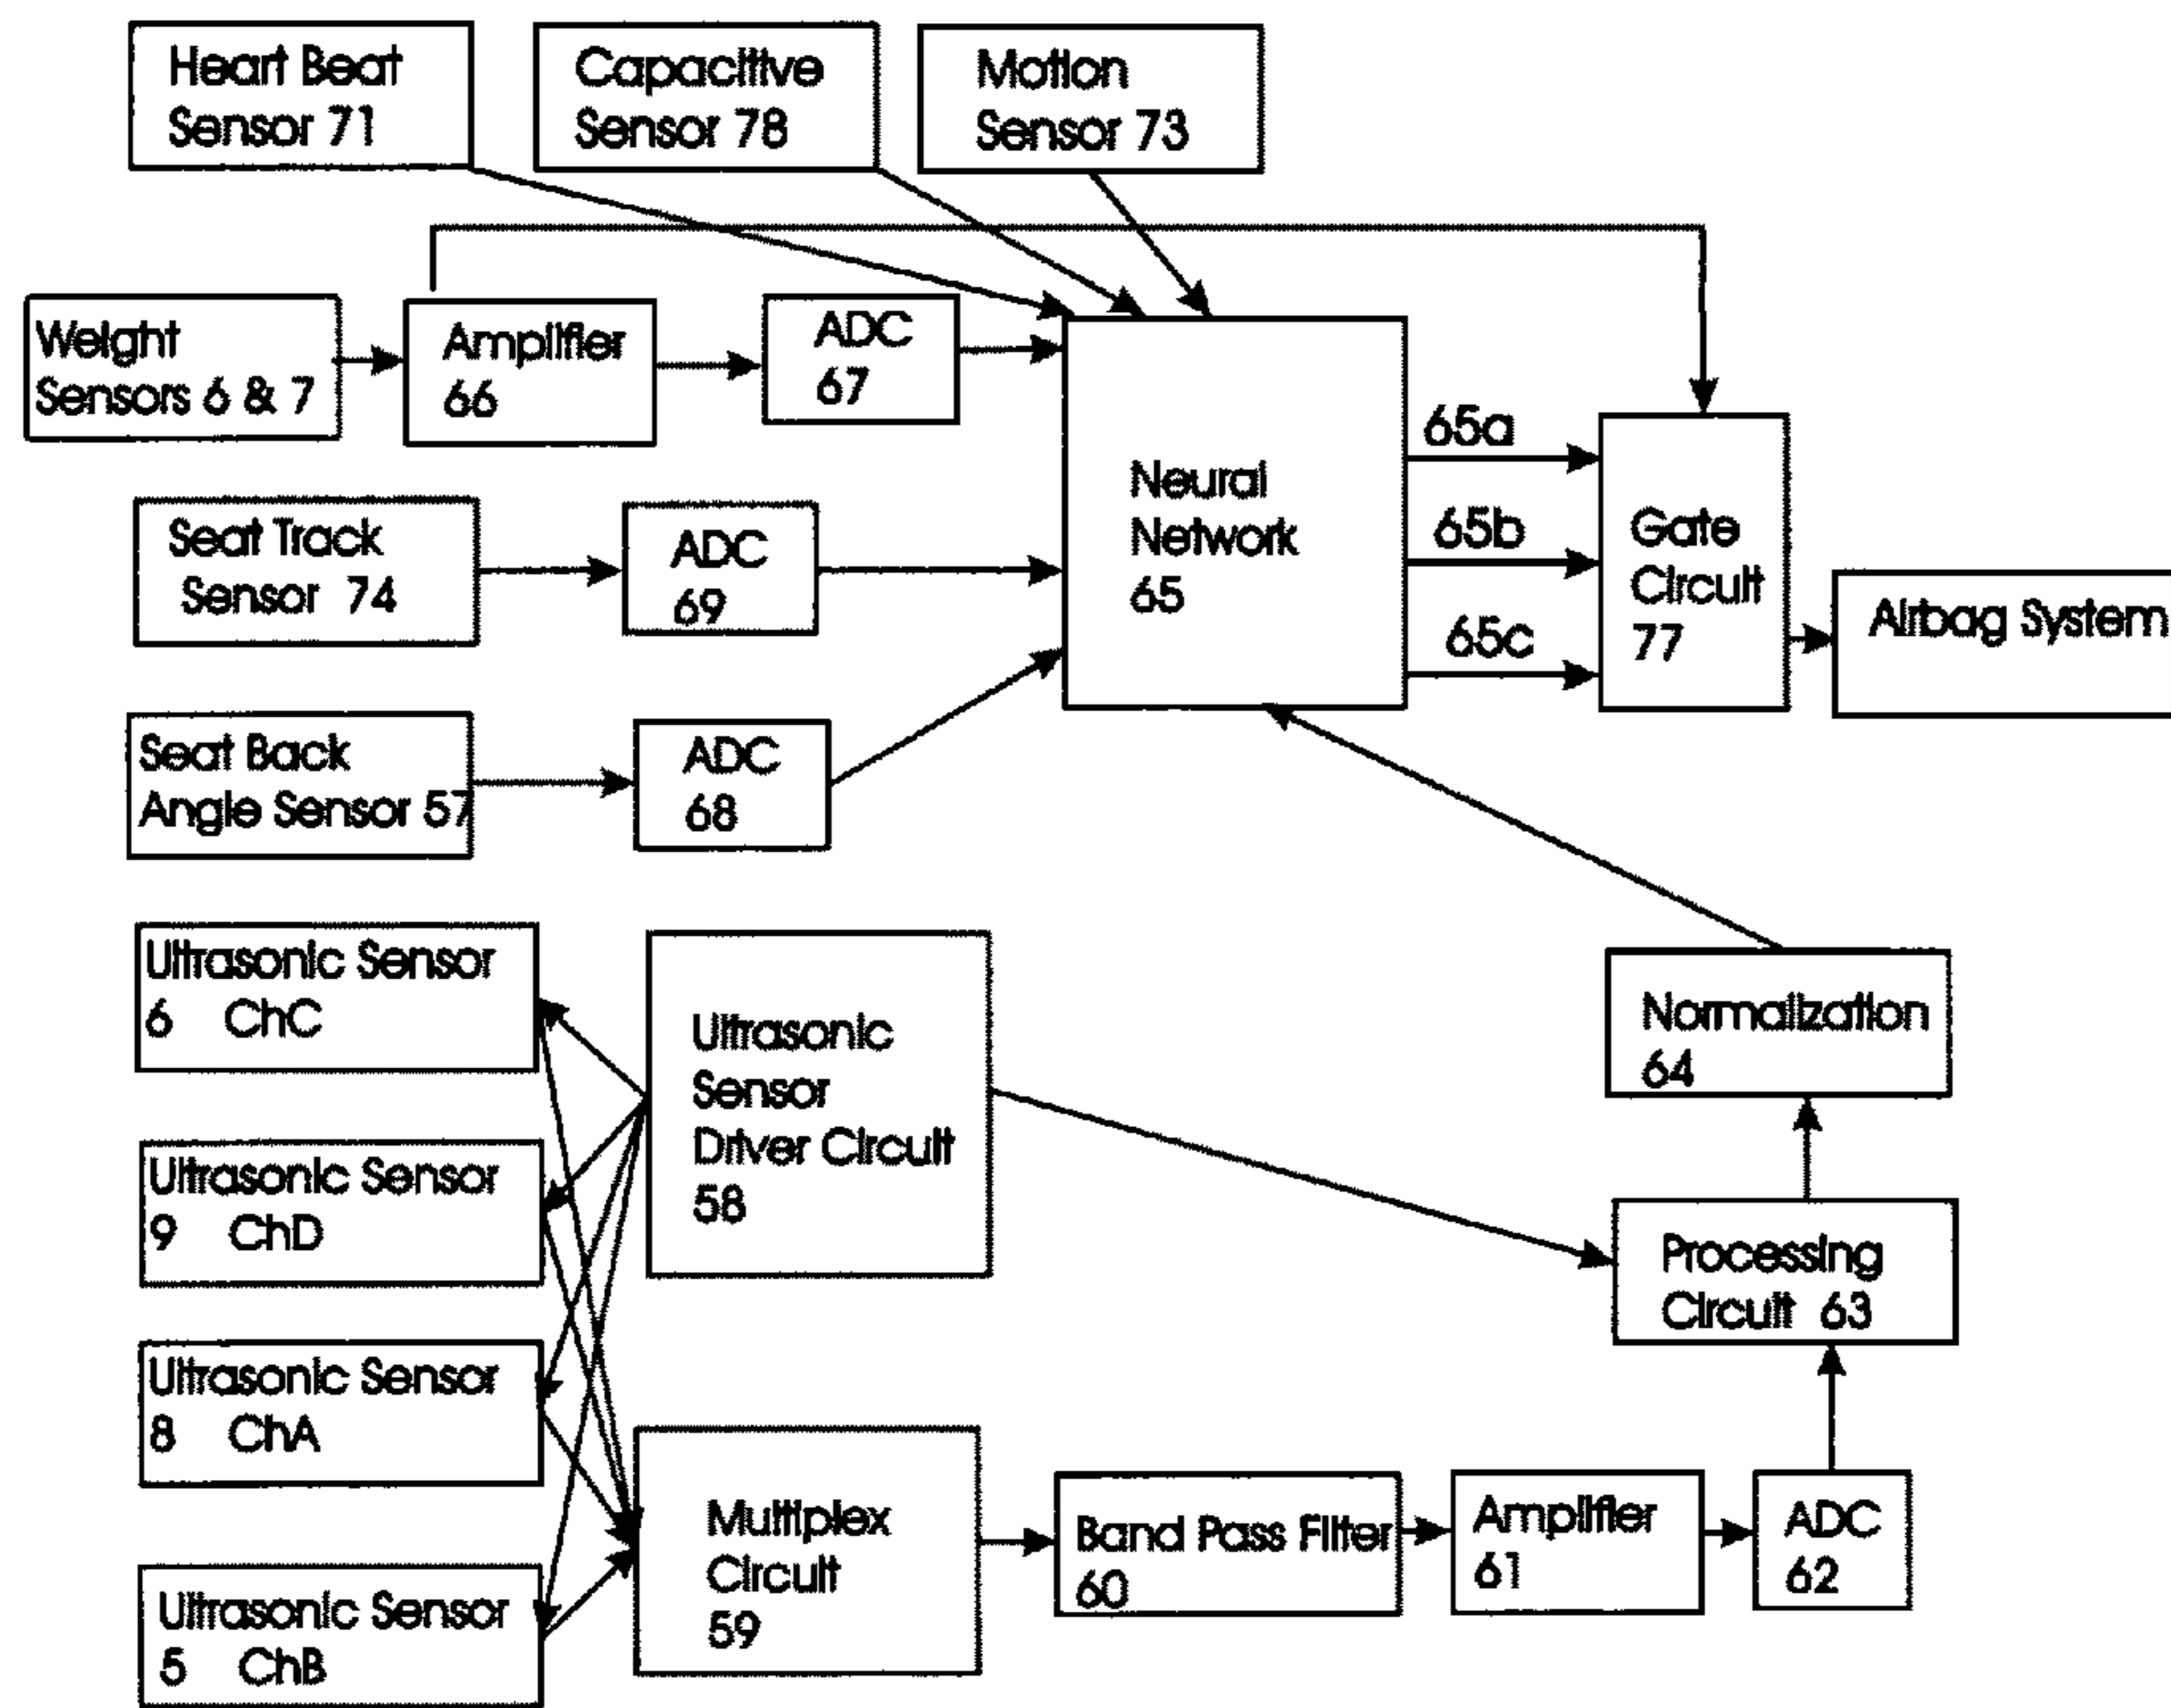 Heart Beat
Sensor 71
Capacitive
Sensor 78
Motion
Sensor 73
Weight
Sensors 6 & 7
Amplifier
66
ADC
67
Seat Track
Sensor 74
ADC
69
Seat Back
Angle Sensor 57
ADC
68
Neural
Network
65
65a
65b
65c
Gate
Circuit
77
Airbag System
Ultrasonic Sensor
6 ChC
Ultrasonic Sensor
9 ChD
Ultrasonic Sensor
8 ChA
Ultrasonic Sensor
5 ChB
Ultrasonic
Sensor
Driver Circuit
58
Multiplex
Circuit
59
Band Pass Filter
60
Amplifier
61
ADC
62
Processing
Circuit 63
Normalization
64